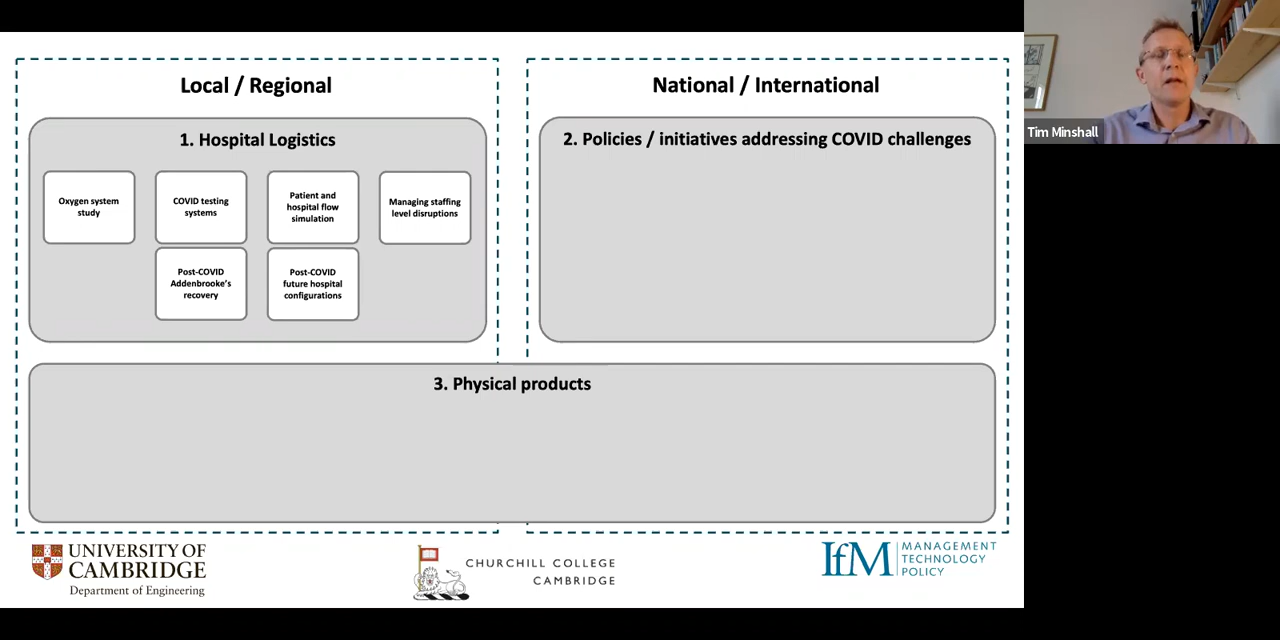 Local / Regional
National / International
1. Hospital Logistics
Oxygen system
study
COVID testing
systems
Patient and
hospital flow
simulation
Managing staffing
level disruptions
Post-COVID
Addenbrooke's
recovery
Post-COVID
future hospital
configurations
2. Policies / initiatives addressing COVID challenges
3. Physical products
UNIVERSITY OF
CAMBRIDGE
Department of Engineering
CHURCHILL COLLEGE
CAMBRIDGE
IfM
MANAGEMENT
TECHNOLOGY
POLICY
Tim Minshall